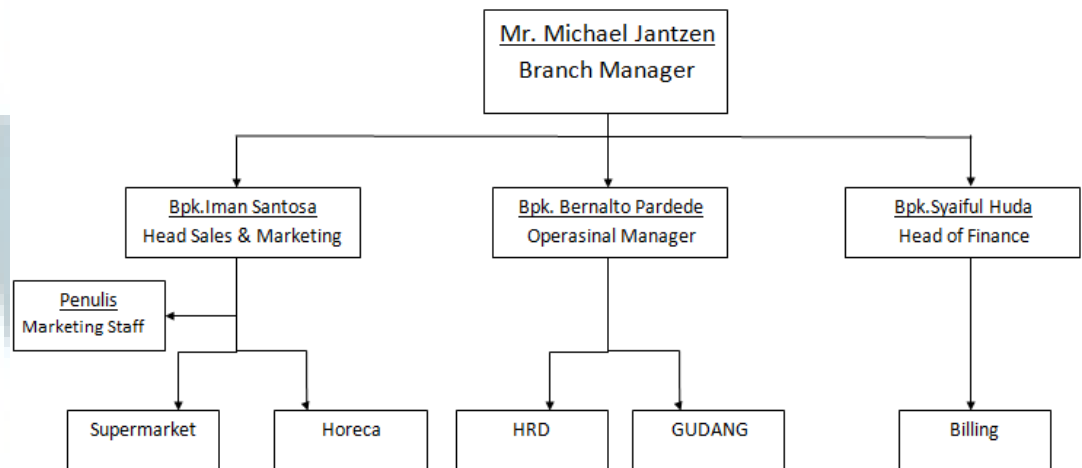 Mr. Michael Jantzen
Branch Manager
Bpk.Iman Santosa
Head Sales & Marketing
Bpk. Bernalto Pardede
Operasinal Manager
Bpk.Syaiful Huda
Head of Finance
Penulis
Marketing Staff
Supermarket
Horeca
HRD
GUDANG
Billing